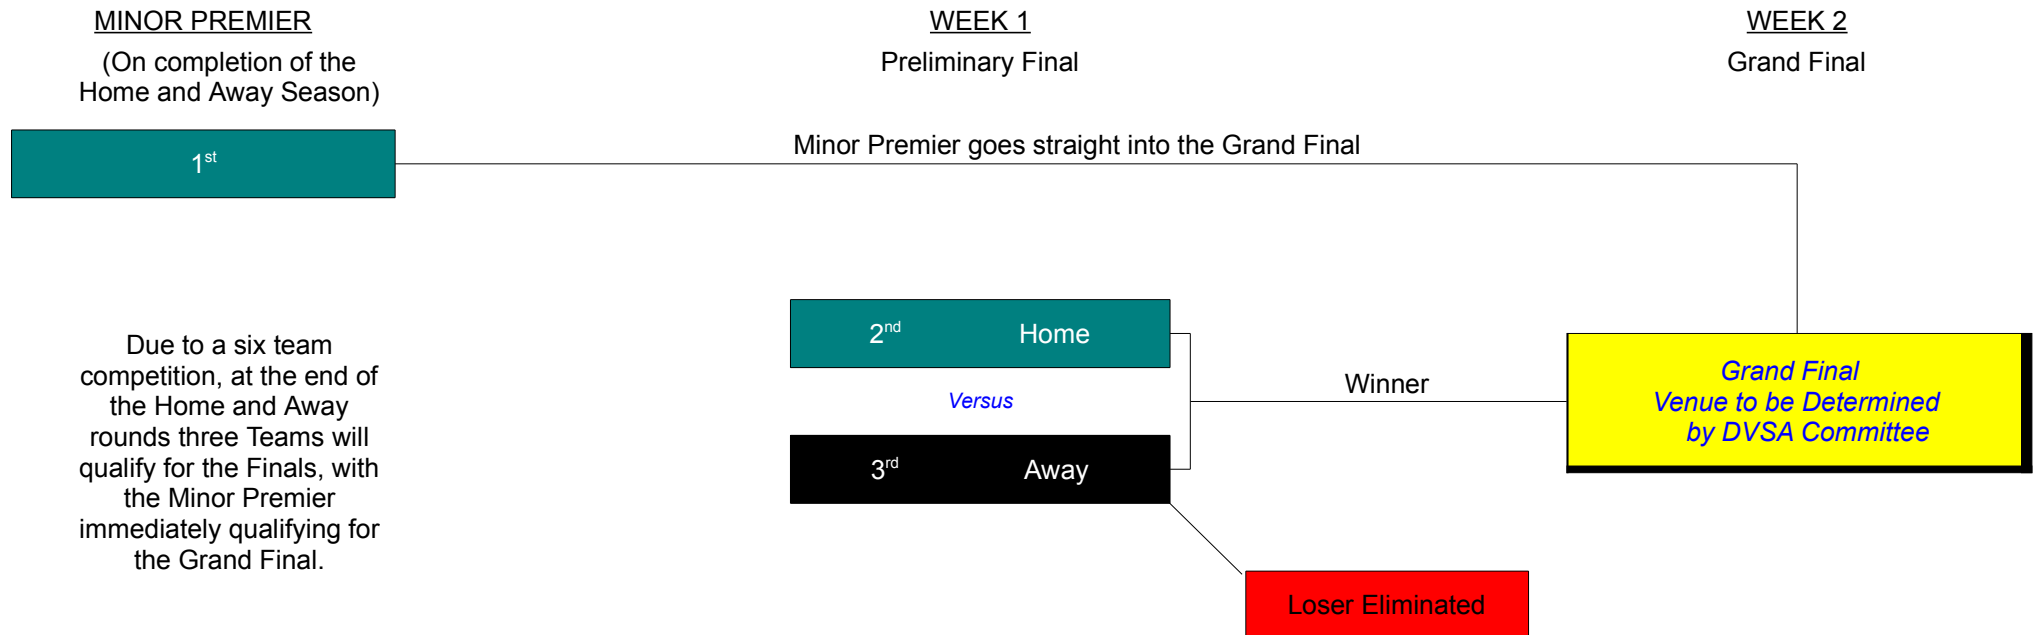 MINOR PREMIER
(On completion of the
Home and Away Season)
WEEK 1
Preliminary Final
WEEK 2
Grand Final
1st
Minor Premier goes straight into the Grand Final
Due to a six team
competition, at the end of
the Home and Away
rounds three Teams will
qualify for the Finals, with
the Minor Premier
immediately qualifying for
the Grand Final.
2nd Home
Versus
3rd Away
Winner
Loser Eliminated
Grand Final
Venue to be Determined
by DVSA Committee